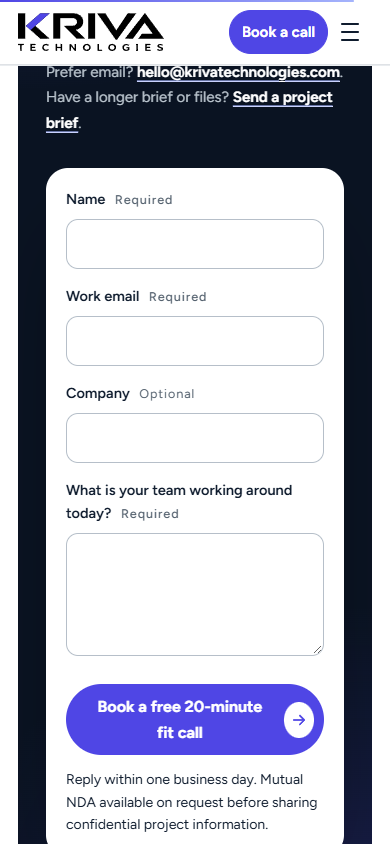 KRIVA
TECHNOLOGIES
Book a call
Prefer email? hello@krivatechnologies.com.
Have a longer brief or files? Send a project
brief.
Name Required
Work email Required
Company Optional
What is your team working around
today? Required
Book a free 20-minute
fit call
Reply within one business day. Mutual
NDA available on request before sharing
confidential project information.